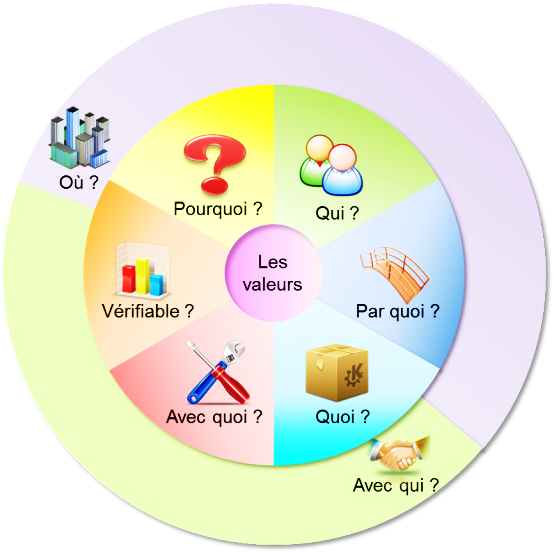 Où ?
Pourquoi ?
Qui ?
Les
valeurs
Vérifiable ?
Par quoi ?
Avec quoi ?
Quoi ?
Avec qui ?